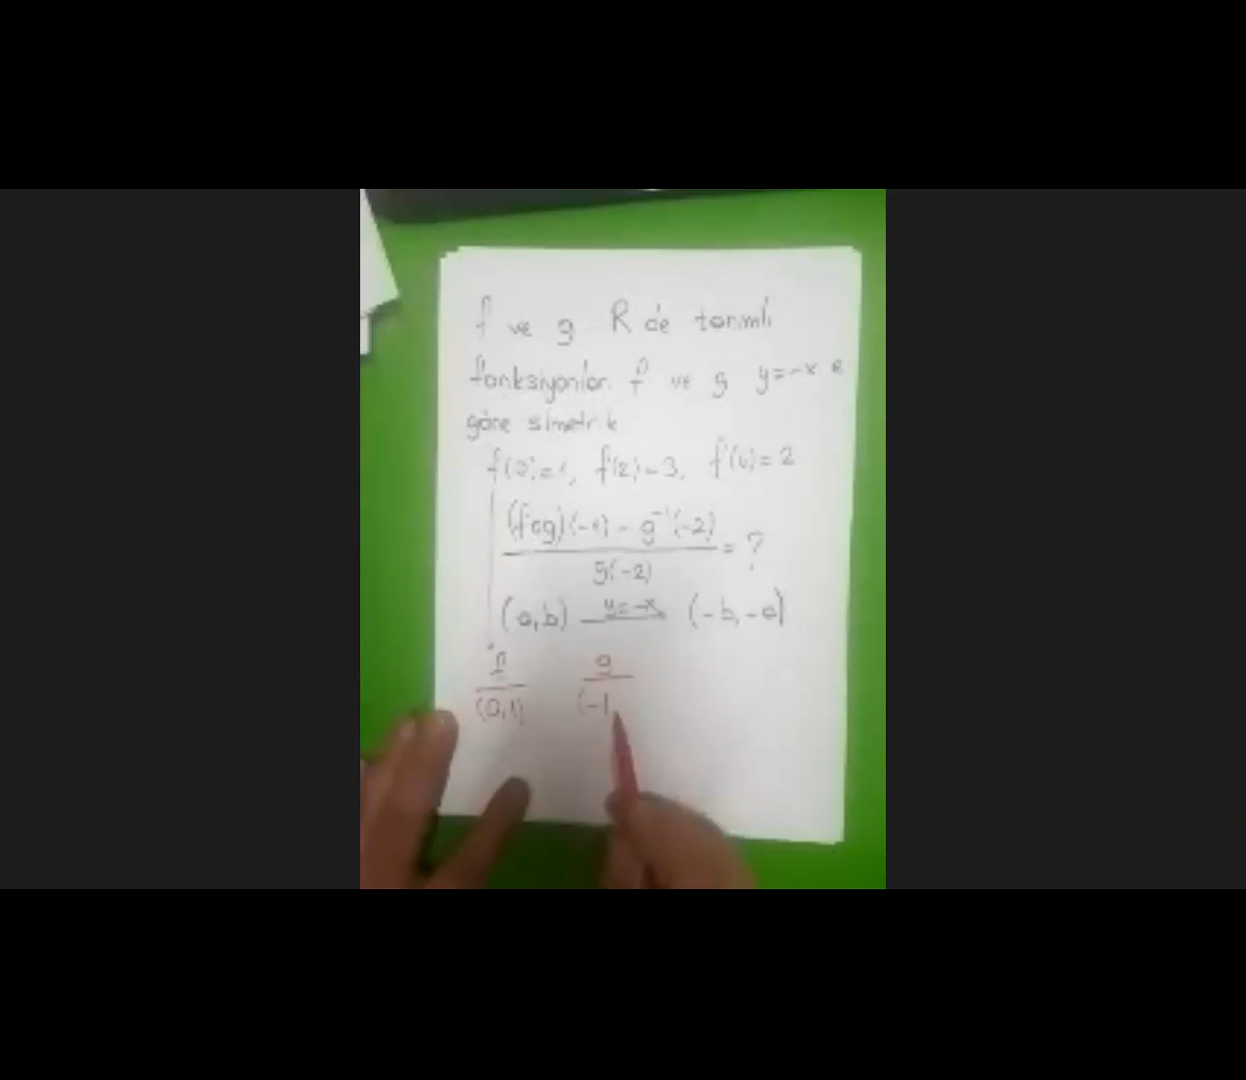 f ve g R de tanımlı
fonksiyonlar. f ve g y=-x e
göre simetrik
f(0)=1, f(2)=3, f(6)=2
(fog)(-1) - g⁻¹(-2)
= ?
g(-2)
(a,b) y=-x (-b,-a)
f g
(0,1) (-1,